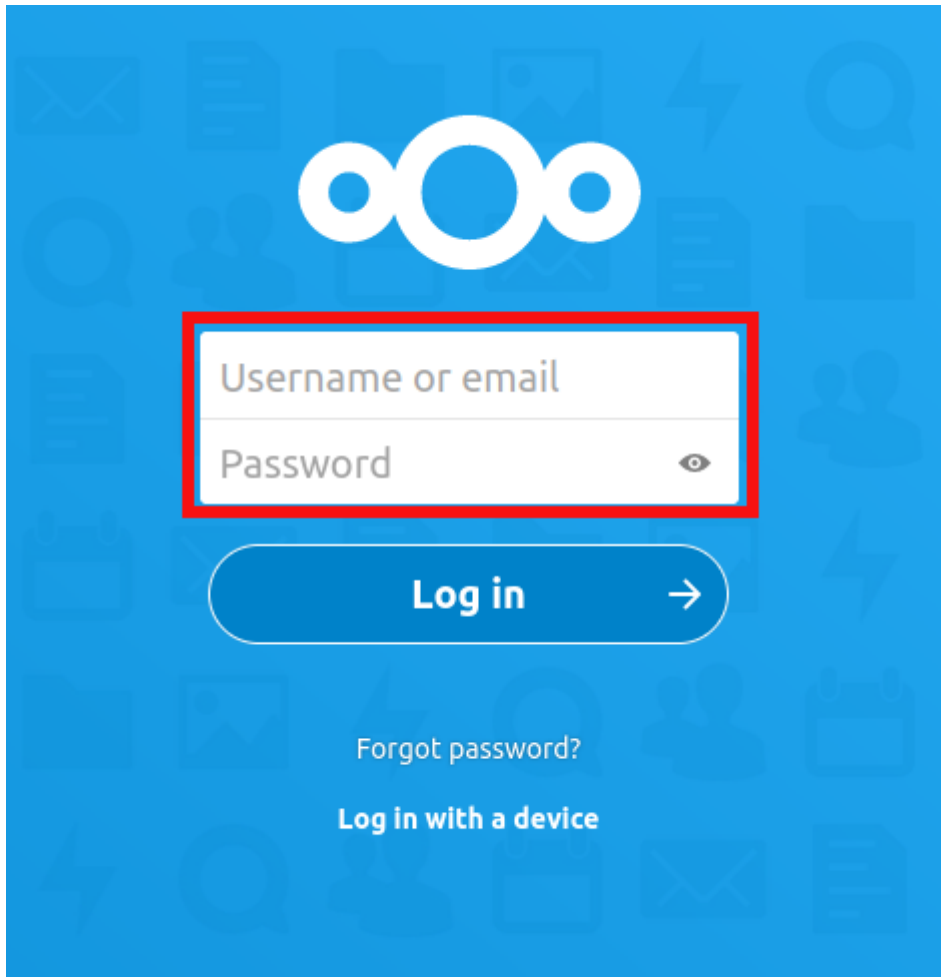 Username or email
Password
Log in
Forgot password?
Log in with a device